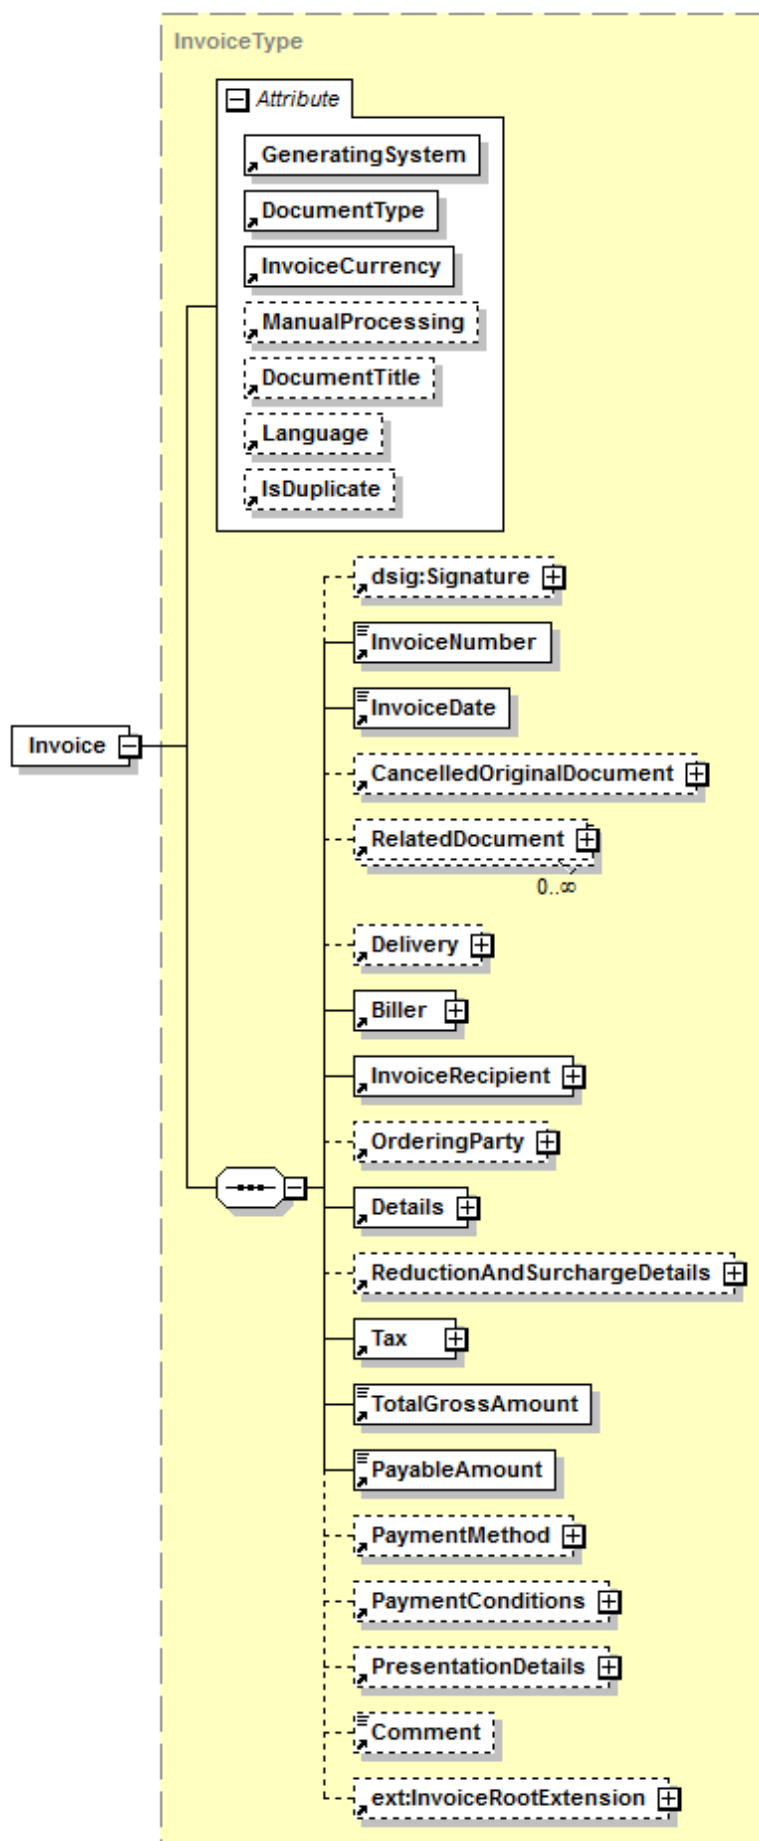 InvoiceType
Attribute
GeneratingSystem
DocumentType
InvoiceCurrency
ManualProcessing
DocumentTitle
Language
IsDuplicate
dsig:Signature
InvoiceNumber
InvoiceDate
Invoice
CancelledOriginalDocument
RelatedDocument
0..∞
Delivery
Biller
InvoiceRecipient
OrderingParty
Details
ReductionAndSurchargeDetails
Tax
TotalGrossAmount
PayableAmount
PaymentMethod
PaymentConditions
PresentationDetails
Comment
ext:InvoiceRootExtension